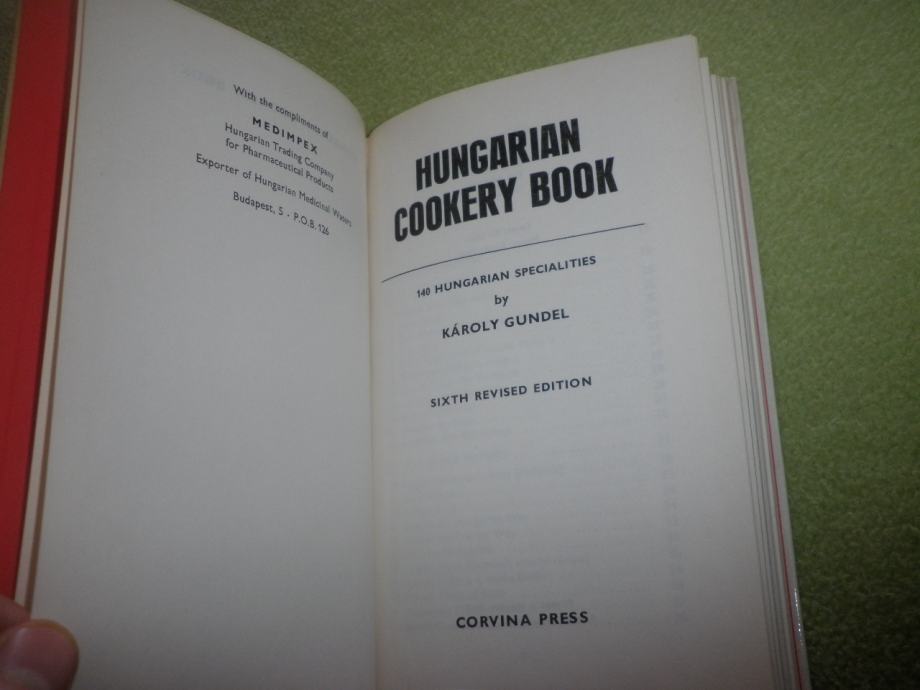 With the compliments of
MEDIMPEX
Hungarian Trading Company
for Pharmaceutical Products
Exporter of Hungarian Medicinal Waters
Budapest, 5 - P.O.B. 126
HUNGARIAN
COOKERY BOOK
140 HUNGARIAN SPECIALITIES
by
KÁROLY GUNDEL
SIXTH REVISED EDITION
CORVINA PRESS